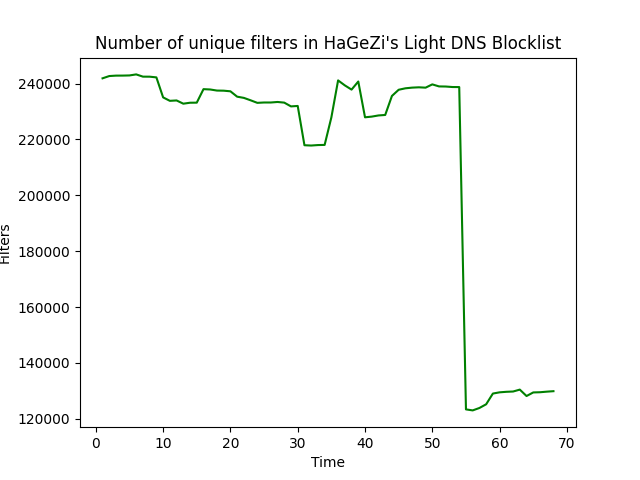 Number of unique filters in HaGeZi's Light DNS Blocklist
240000
220000
200000
180000
160000
140000
120000
Filters
0 10 20 30 40 50 60 70
Time